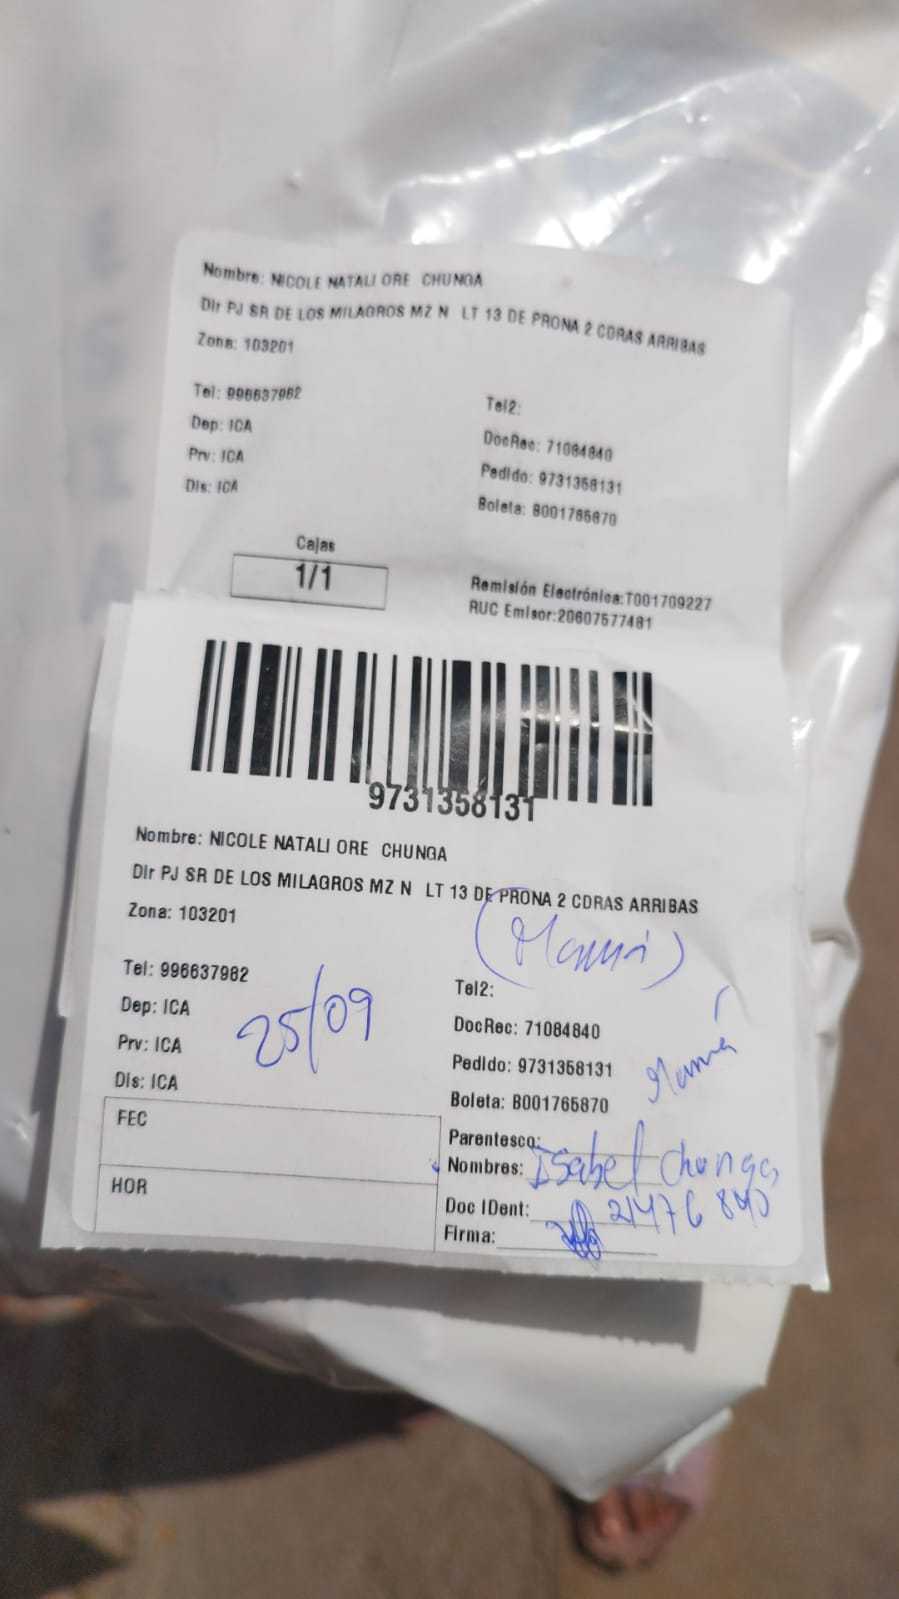 Nombre: NICOLE NATALI ORE CHUNGA
Dir PJ SR DE LOS MILAGROS MZ N LT 13 DE PRONA 2 CDRAS ARRIBAS
Zona: 103201
Tel: 996637982
Tel2:
Dep: ICA
DocRec: 71084840
Prv: ICA
Pedido: 9731358131
Dis: ICA
Boleta: B001765870
Cajas
1/1
Remisión Electrónica:T001709227
RUC Emisor:20607577481
9731358131
Nombre: NICOLE NATALI ORE CHUNGA
Dir PJ SR DE LOS MILAGROS MZ N LT 13 DE PRONA 2 CDRAS ARRIBAS
Zona: 103201
(Mamá)
Tel: 996637982
Tel2:
Dep: ICA
25/09
DocRec: 71084840
Prv: ICA
Pedido: 9731358131
Mamá
Dis: ICA
Boleta: B001765870
FEC
Parentesco:
Nombres: Isabel Chunga
HOR
Doc IDent: 21476840
Firma: